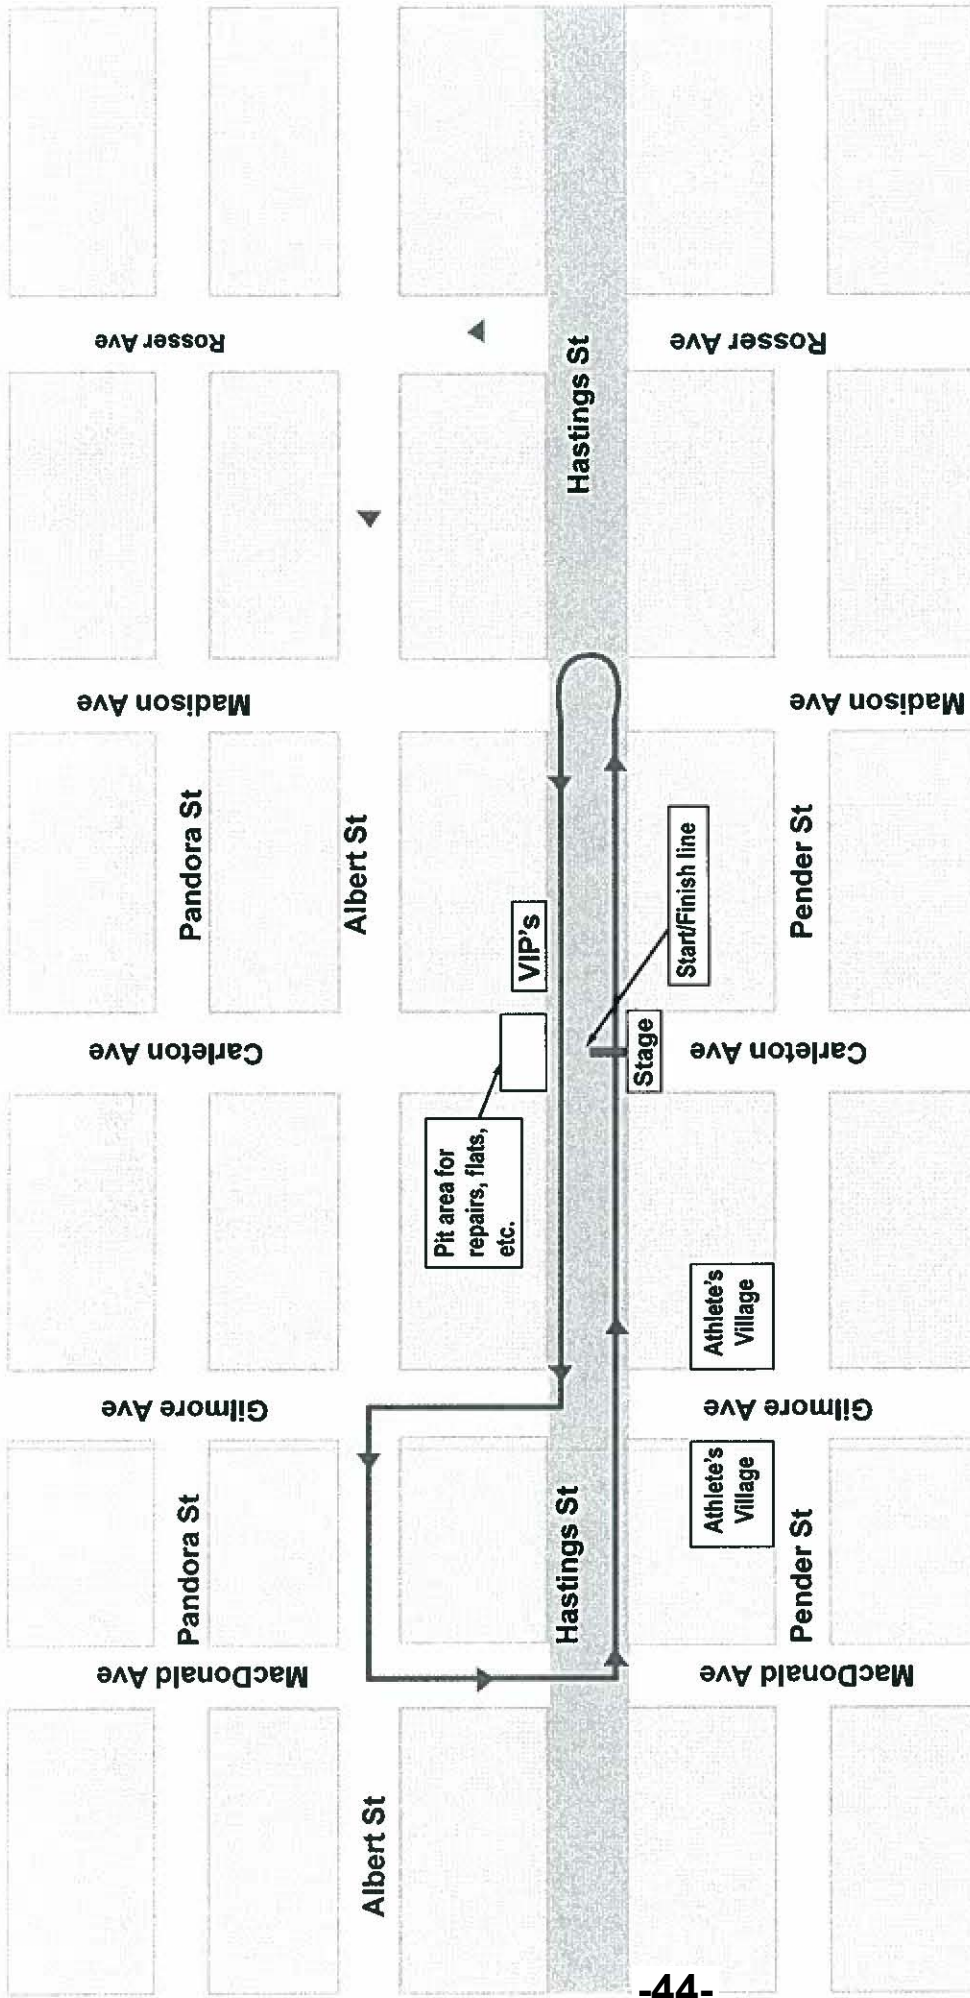 Rosser Ave
Rosser Ave
Hastings St
Madison Ave
Madison Ave
Pandora St
Albert St
VIP's
Start/Finish line
Pender St
Carleton Ave
Stage
Carleton Ave
Pit area for
repairs, flats,
etc.
Athlete's
Village
Gilmore Ave
Gilmore Ave
Athlete's
Village
Pandora St
Hastings St
Pender St
MacDonald Ave
MacDonald Ave
Albert St
-44-